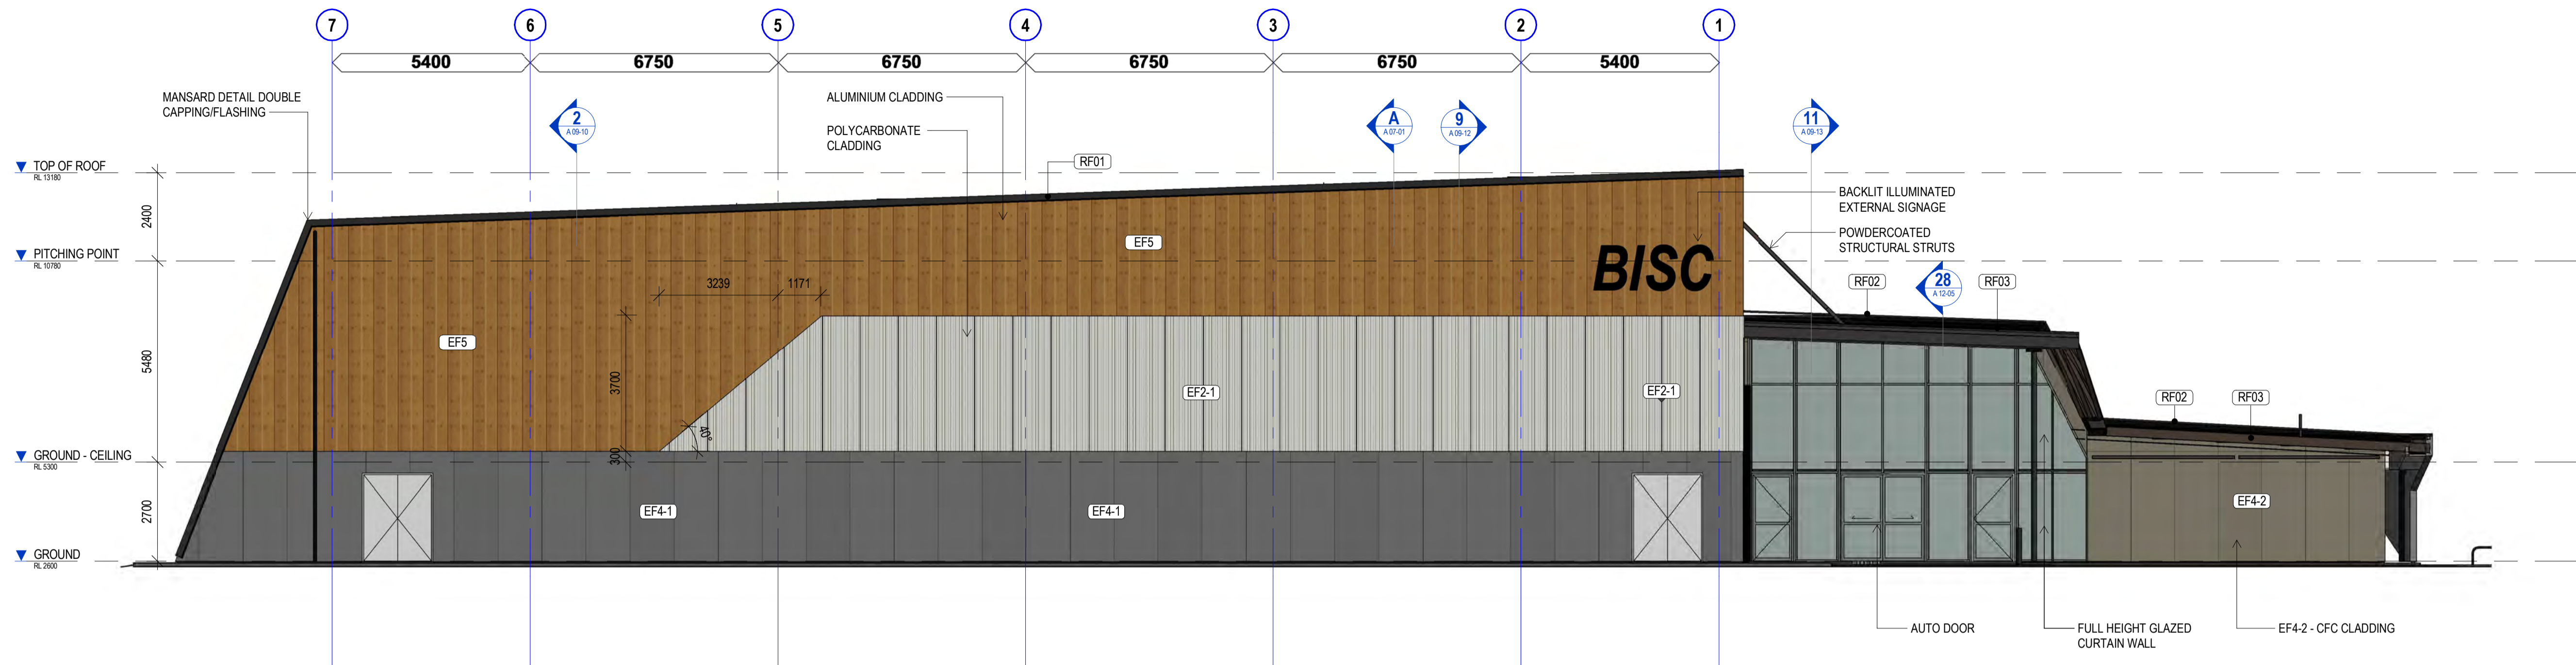 7
6
5
4
3
2
1
5400
6750
6750
6750
6750
5400
MANSARD DETAIL DOUBLE
CAPPING/FLASHING
ALUMINIUM CLADDING
POLYCARBONATE
CLADDING
2
A 09-10
A
A 07-01
9
A 09-12
11
A 09-13
RF01
TOP OF ROOF
RL 13180
2400
BACKLIT ILLUMINATED
EXTERNAL SIGNAGE
POWDERCOATED
STRUCTURAL STRUTS
EF5
BISC
PITCHING POINT
RL 10780
3239
1171
RF02
28
A 12-05
RF03
EF5
5480
3700
EF2-1
EF2-1
RF02
RF03
40°
300
GROUND - CEILING
RL 5300
2700
EF4-1
EF4-1
EF4-2
GROUND
RL 2600
AUTO DOOR
FULL HEIGHT GLAZED
CURTAIN WALL
EF4-2 - CFC CLADDING